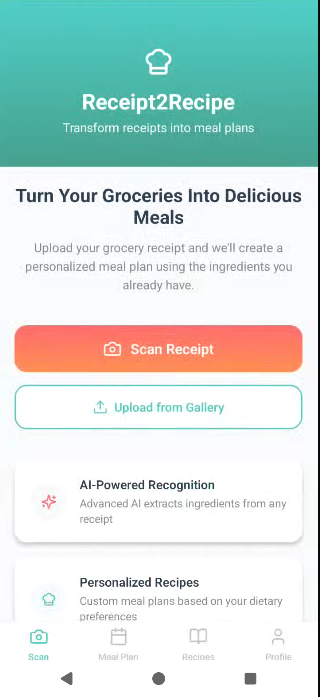 Receipt2Recipe
Transform receipts into meal plans
Turn Your Groceries Into Delicious
Meals
Upload your grocery receipt and we'll create a
personalized meal plan using the ingredients you
already have.
Scan Receipt
Upload from Gallery
AI-Powered Recognition
Advanced AI extracts ingredients from any
receipt
Personalized Recipes
Custom meal plans based on your dietary
preferences
Scan
Meal Plan
Recipes
Profile